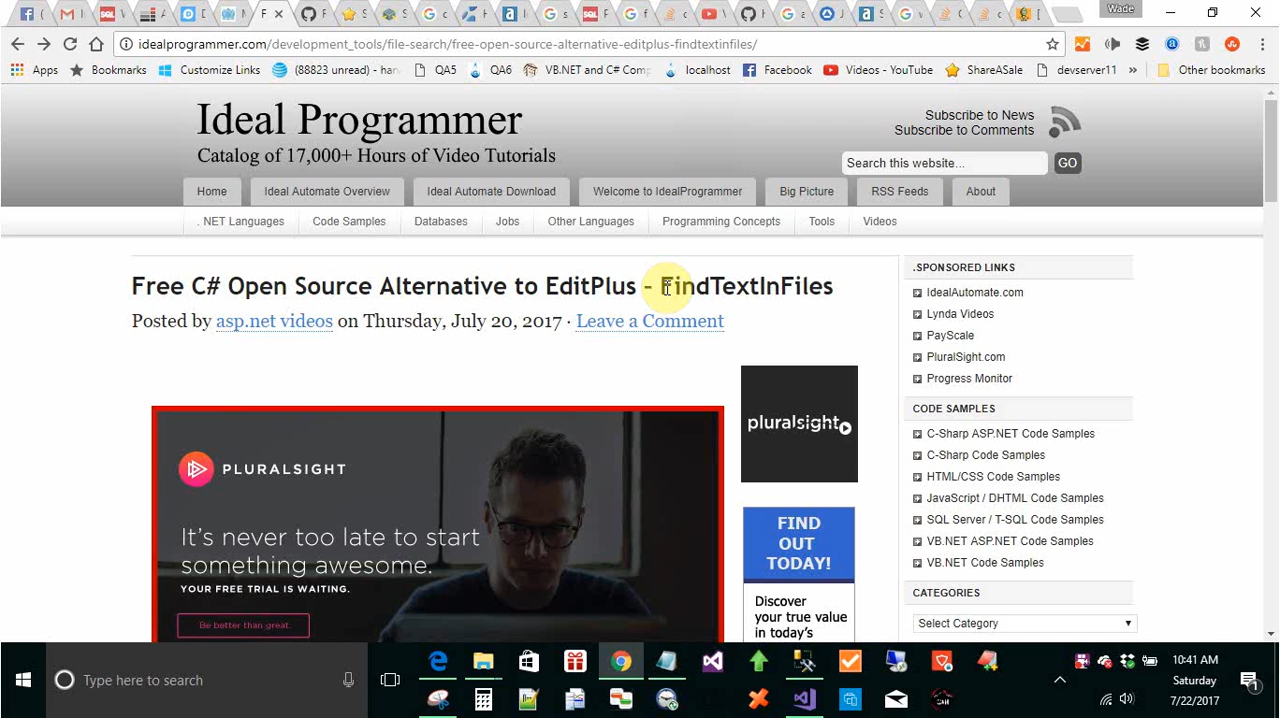 Wade
idealprogrammer.com/development_tools/file-search/free-open-source-alternative-editplus-findtextinfiles/
Apps Bookmarks Customize Links (88823 unread) - han QA5 QA6 VB.NET and C# Comp localhost Facebook Videos - YouTube ShareASale devserver11 » Other bookmarks
Ideal Programmer
Catalog of 17,000+ Hours of Video Tutorials
Subscribe to News
Subscribe to Comments
Search this website... GO
Home Ideal Automate Overview Ideal Automate Download Welcome to IdealProgrammer Big Picture RSS Feeds About
. NET Languages Code Samples Databases Jobs Other Languages Programming Concepts Tools Videos
Free C# Open Source Alternative to EditPlus - FindTextInFiles
Posted by asp.net videos on Thursday, July 20, 2017 · Leave a Comment
PLURALSIGHT
It's never too late to start
something awesome.
YOUR FREE TRIAL IS WAITING.
Be better than great.
pluralsight
FIND
OUT
TODAY!
Discover
your true value
in today's
.SPONSORED LINKS
IdealAutomate.com
Lynda Videos
PayScale
PluralSight.com
Progress Monitor
CODE SAMPLES
C-Sharp ASP.NET Code Samples
C-Sharp Code Samples
HTML/CSS Code Samples
JavaScript / DHTML Code Samples
SQL Server / T-SQL Code Samples
VB.NET ASP.NET Code Samples
VB.NET Code Samples
CATEGORIES
Select Category
Type here to search
10:41 AM
Saturday
7/22/2017